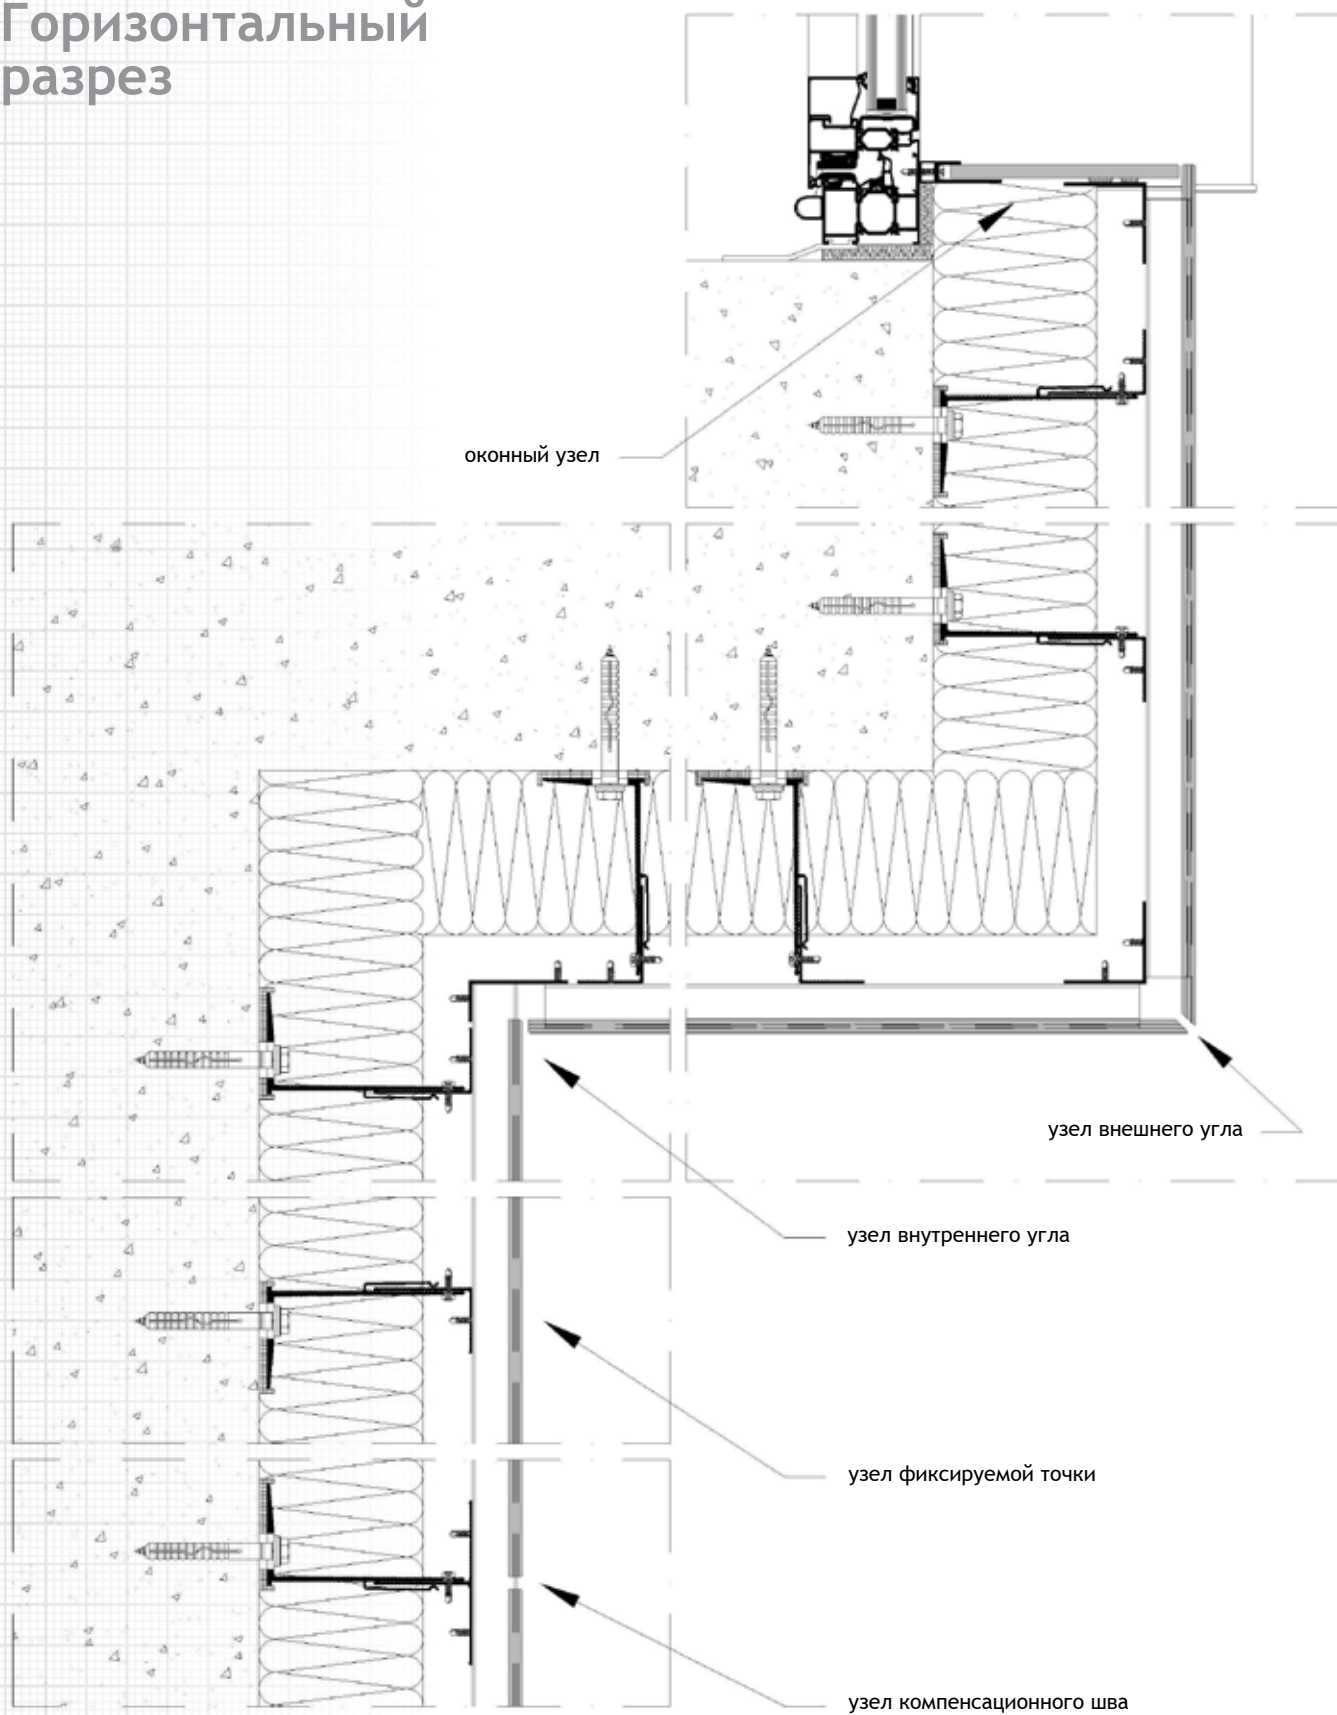 Горизонтальный
разрез
оконный узел
узел внешнего угла
узел внутреннего угла
узел фиксируемой точки
узел компенсационного шва